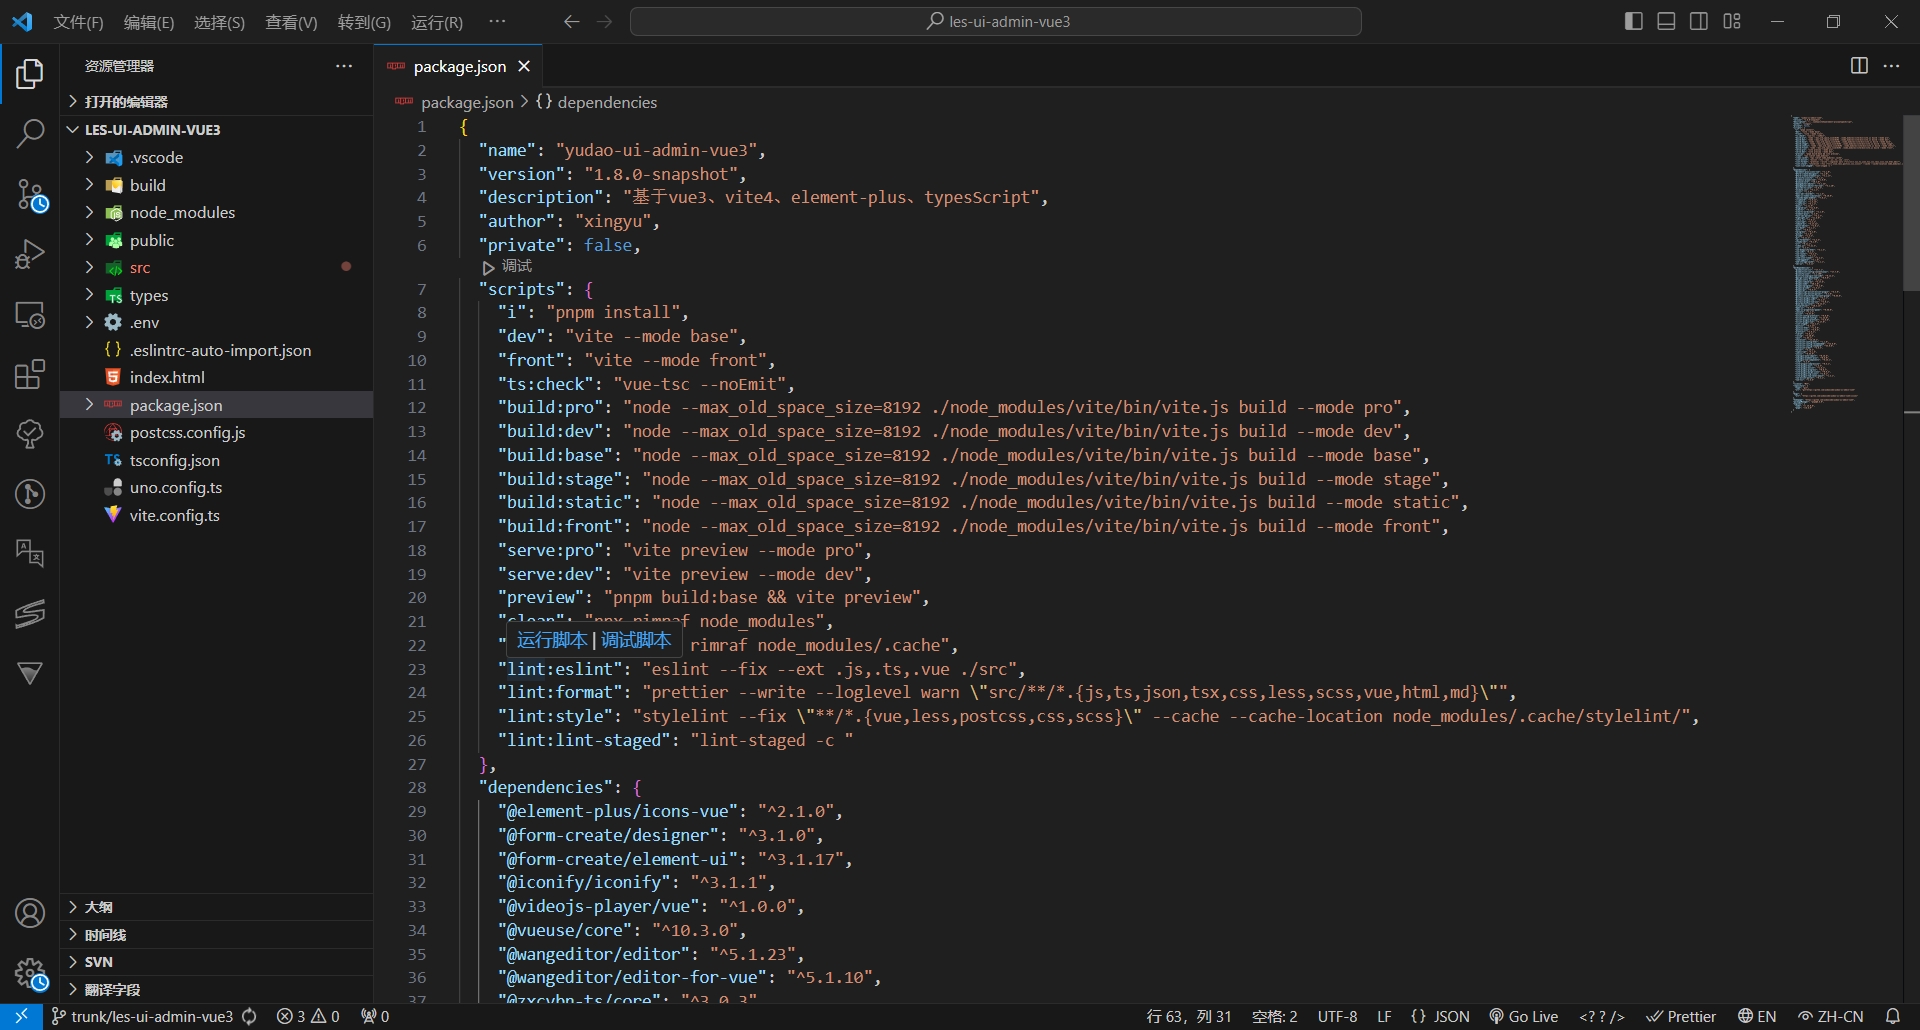 文件(F) 编辑(E) 选择(S) 查看(V) 转到(G) 运行(R) ··· les-ui-admin-vue3
资源管理器 ···
打开的编辑器
LES-UI-ADMIN-VUE3
.vscode
build
node_modules
public
src
types
.env
.eslintrc-auto-import.json
index.html
package.json
postcss.config.js
tsconfig.json
uno.config.ts
vite.config.ts
大纲
时间线
SVN
翻译字段
package.json
package.json > {} dependencies
1 {
2 "name": "yudao-ui-admin-vue3",
3 "version": "1.8.0-snapshot",
4 "description": "基于vue3、vite4、element-plus、typesScript",
5 "author": "xingyu",
6 "private": false,
调试
7 "scripts": {
8 "i": "pnpm install",
9 "dev": "vite --mode base",
10 "front": "vite --mode front",
11 "ts:check": "vue-tsc --noEmit",
12 "build:pro": "node --max_old_space_size=8192 ./node_modules/vite/bin/vite.js build --mode pro",
13 "build:dev": "node --max_old_space_size=8192 ./node_modules/vite/bin/vite.js build --mode dev",
14 "build:base": "node --max_old_space_size=8192 ./node_modules/vite/bin/vite.js build --mode base",
15 "build:stage": "node --max_old_space_size=8192 ./node_modules/vite/bin/vite.js build --mode stage",
16 "build:static": "node --max_old_space_size=8192 ./node_modules/vite/bin/vite.js build --mode static",
17 "build:front": "node --max_old_space_size=8192 ./node_modules/vite/bin/vite.js build --mode front",
18 "serve:pro": "vite preview --mode pro",
19 "serve:dev": "vite preview --mode dev",
20 "preview": "pnpm build:base && vite preview",
21 "clean": "npx rimraf node_modules",
运行脚本 | 调试脚本
22 " rimraf node_modules/.cache",
23 "lint:eslint": "eslint --fix --ext .js,.ts,.vue ./src",
24 "lint:format": "prettier --write --loglevel warn \"src/**/*.{js,ts,json,tsx,css,less,scss,vue,html,md}\"",
25 "lint:style": "stylelint --fix \"**/*.{vue,less,postcss,css,scss}\" --cache --cache-location node_modules/.cache/stylelint/",
26 "lint:lint-staged": "lint-staged -c "
27 },
28 "dependencies": {
29 "@element-plus/icons-vue": "^2.1.0",
30 "@form-create/designer": "^3.1.0",
31 "@form-create/element-ui": "^3.1.17",
32 "@iconify/iconify": "^3.1.1",
33 "@videojs-player/vue": "^1.0.0",
34 "@vueuse/core": "^10.3.0",
35 "@wangeditor/editor": "^5.1.23",
36 "@wangeditor/editor-for-vue": "^5.1.10",
37 "@zxcvbn-ts/core": "^3.0.3"
trunk/les-ui-admin-vue3 3 0 0 行 63，列 31 空格: 2 UTF-8 LF {} JSON Go Live <??/> Prettier EN ZH-CN